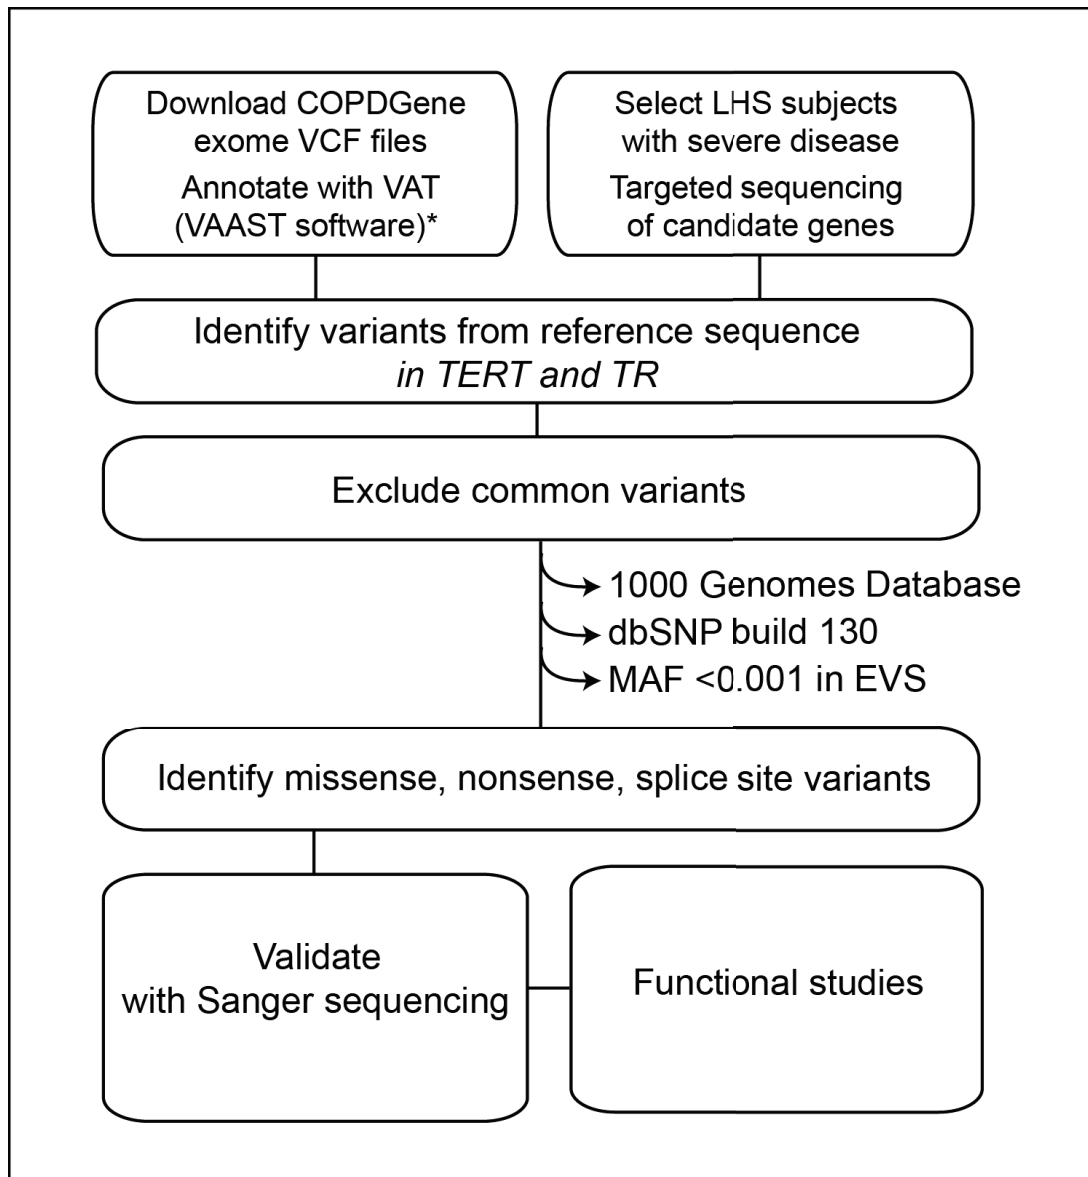 Download COPDGene
exome VCF files
Annotate with VAT
(VAAST software)*
Select LHS subjects
with severe disease
Targeted sequencing
of candidate genes
Identify variants from reference sequence
in TERT and TR
Exclude common variants
1000 Genomes Database
dbSNP build 130
MAF <0.001 in EVS
Identify missense, nonsense, splice site variants
Validate
with Sanger sequencing
Functional studies